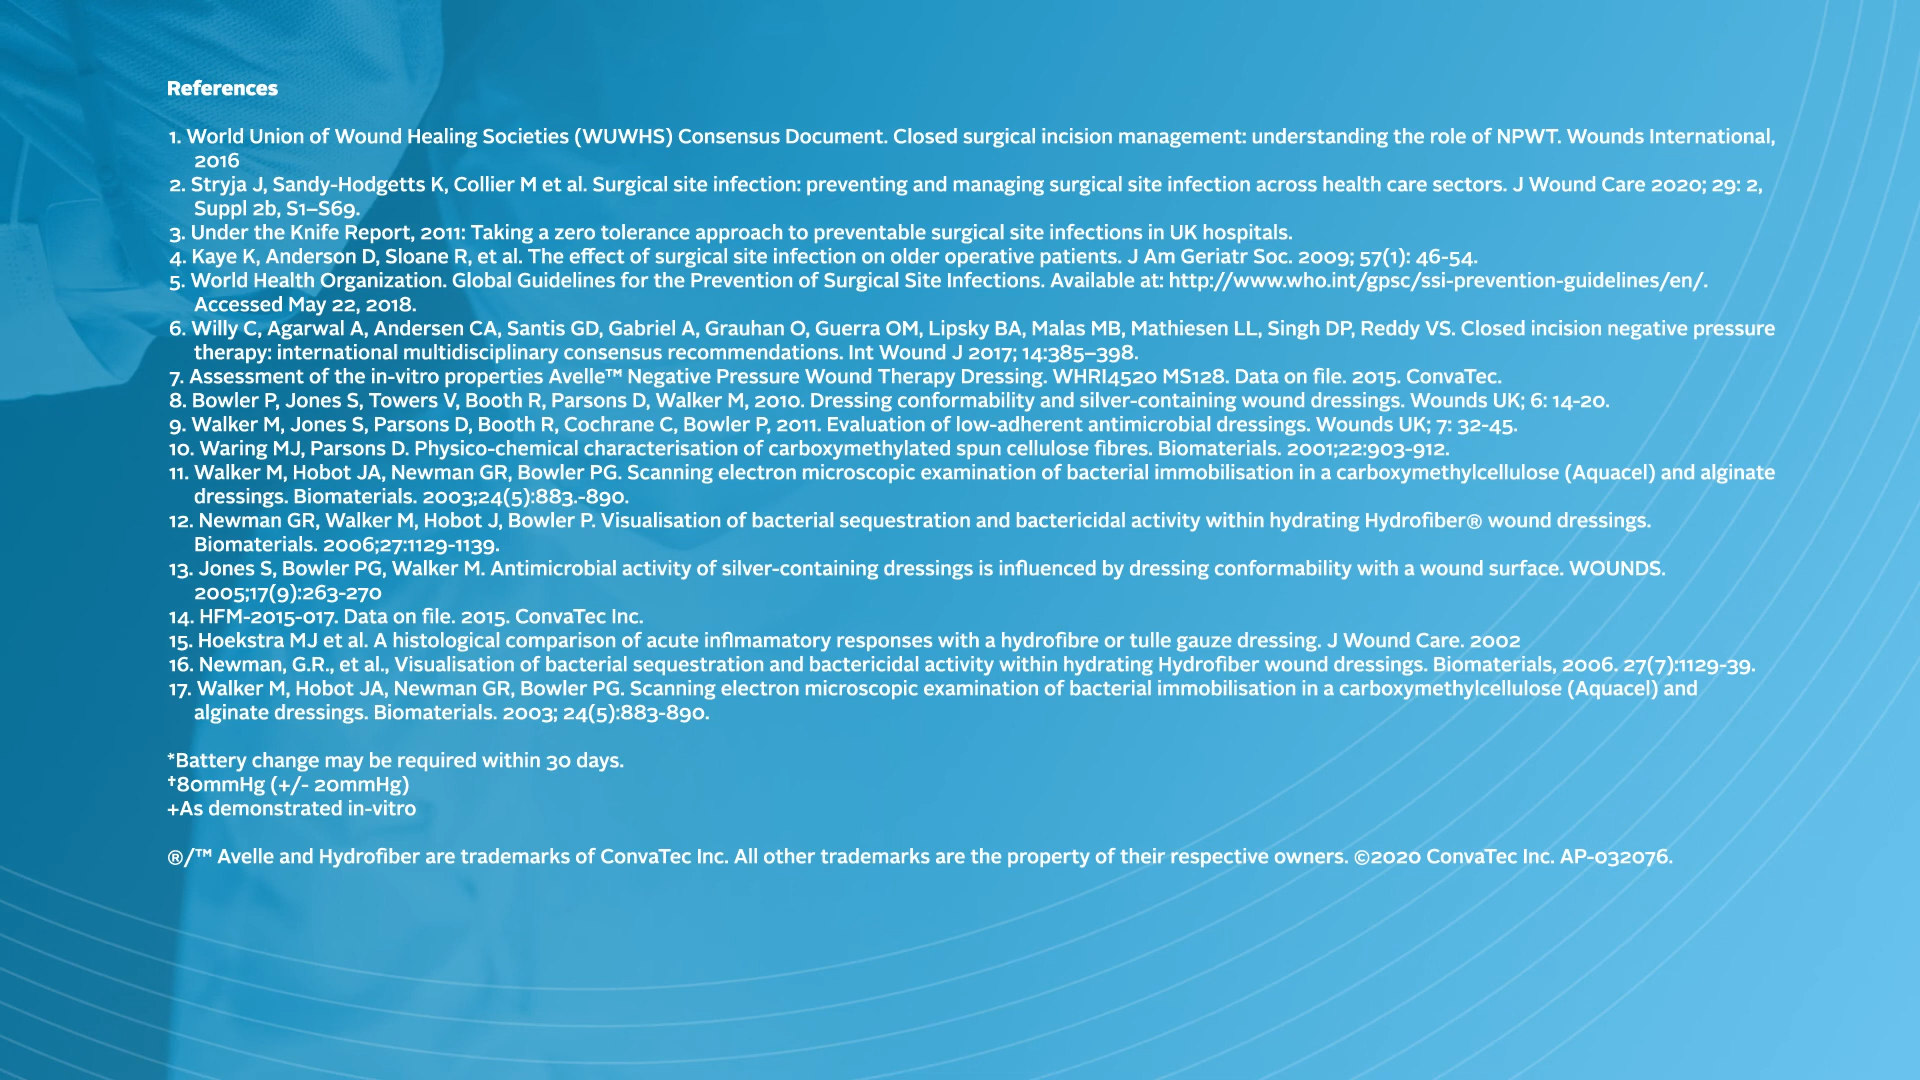 References
1. World Union of Wound Healing Societies (WUWHS) Consensus Document. Closed surgical incision management: understanding the role of NPWT. Wounds International,
2016
2. Stryja J, Sandy-Hodgetts K, Collier M et al. Surgical site infection: preventing and managing surgical site infection across health care sectors. J Wound Care 2020; 29: 2,
Suppl 2b, S1–S69.
3. Under the Knife Report, 2011: Taking a zero tolerance approach to preventable surgical site infections in UK hospitals.
4. Kaye K, Anderson D, Sloane R, et al. The effect of surgical site infection on older operative patients. J Am Geriatr Soc. 2009; 57(1): 46-54.
5. World Health Organization. Global Guidelines for the Prevention of Surgical Site Infections. Available at: http://www.who.int/gpsc/ssi-prevention-guidelines/en/.
Accessed May 22, 2018.
6. Willy C, Agarwal A, Andersen CA, Santis GD, Gabriel A, Grauhan O, Guerra OM, Lipsky BA, Malas MB, Mathiesen LL, Singh DP, Reddy VS. Closed incision negative pressure
therapy: international multidisciplinary consensus recommendations. Int Wound J 2017; 14:385–398.
7. Assessment of the in-vitro properties Avelle™ Negative Pressure Wound Therapy Dressing. WHRI4520 MS128. Data on file. 2015. ConvaTec.
8. Bowler P, Jones S, Towers V, Booth R, Parsons D, Walker M, 2010. Dressing conformability and silver-containing wound dressings. Wounds UK; 6: 14-20.
9. Walker M, Jones S, Parsons D, Booth R, Cochrane C, Bowler P, 2011. Evaluation of low-adherent antimicrobial dressings. Wounds UK; 7: 32-45.
10. Waring MJ, Parsons D. Physico-chemical characterisation of carboxymethylated spun cellulose fibres. Biomaterials. 2001;22:903-912.
11. Walker M, Hobot JA, Newman GR, Bowler PG. Scanning electron microscopic examination of bacterial immobilisation in a carboxymethylcellulose (Aquacel) and alginate
dressings. Biomaterials. 2003;24(5):883.-890.
12. Newman GR, Walker M, Hobot J, Bowler P. Visualisation of bacterial sequestration and bactericidal activity within hydrating Hydrofiber® wound dressings.
Biomaterials. 2006;27:1129-1139.
13. Jones S, Bowler PG, Walker M. Antimicrobial activity of silver-containing dressings is influenced by dressing conformability with a wound surface. WOUNDS.
2005;17(9):263-270
14. HFM-2015-017. Data on file. 2015. ConvaTec Inc.
15. Hoekstra MJ et al. A histological comparison of acute inflmamatory responses with a hydrofibre or tulle gauze dressing. J Wound Care. 2002
16. Newman, G.R., et al., Visualisation of bacterial sequestration and bactericidal activity within hydrating Hydrofiber wound dressings. Biomaterials, 2006. 27(7):1129-39.
17. Walker M, Hobot JA, Newman GR, Bowler PG. Scanning electron microscopic examination of bacterial immobilisation in a carboxymethylcellulose (Aquacel) and
alginate dressings. Biomaterials. 2003; 24(5):883-890.
*Battery change may be required within 30 days.
†80mmHg (+/- 20mmHg)
+As demonstrated in-vitro
®/™ Avelle and Hydrofiber are trademarks of ConvaTec Inc. All other trademarks are the property of their respective owners. ©2020 ConvaTec Inc. AP-032076.